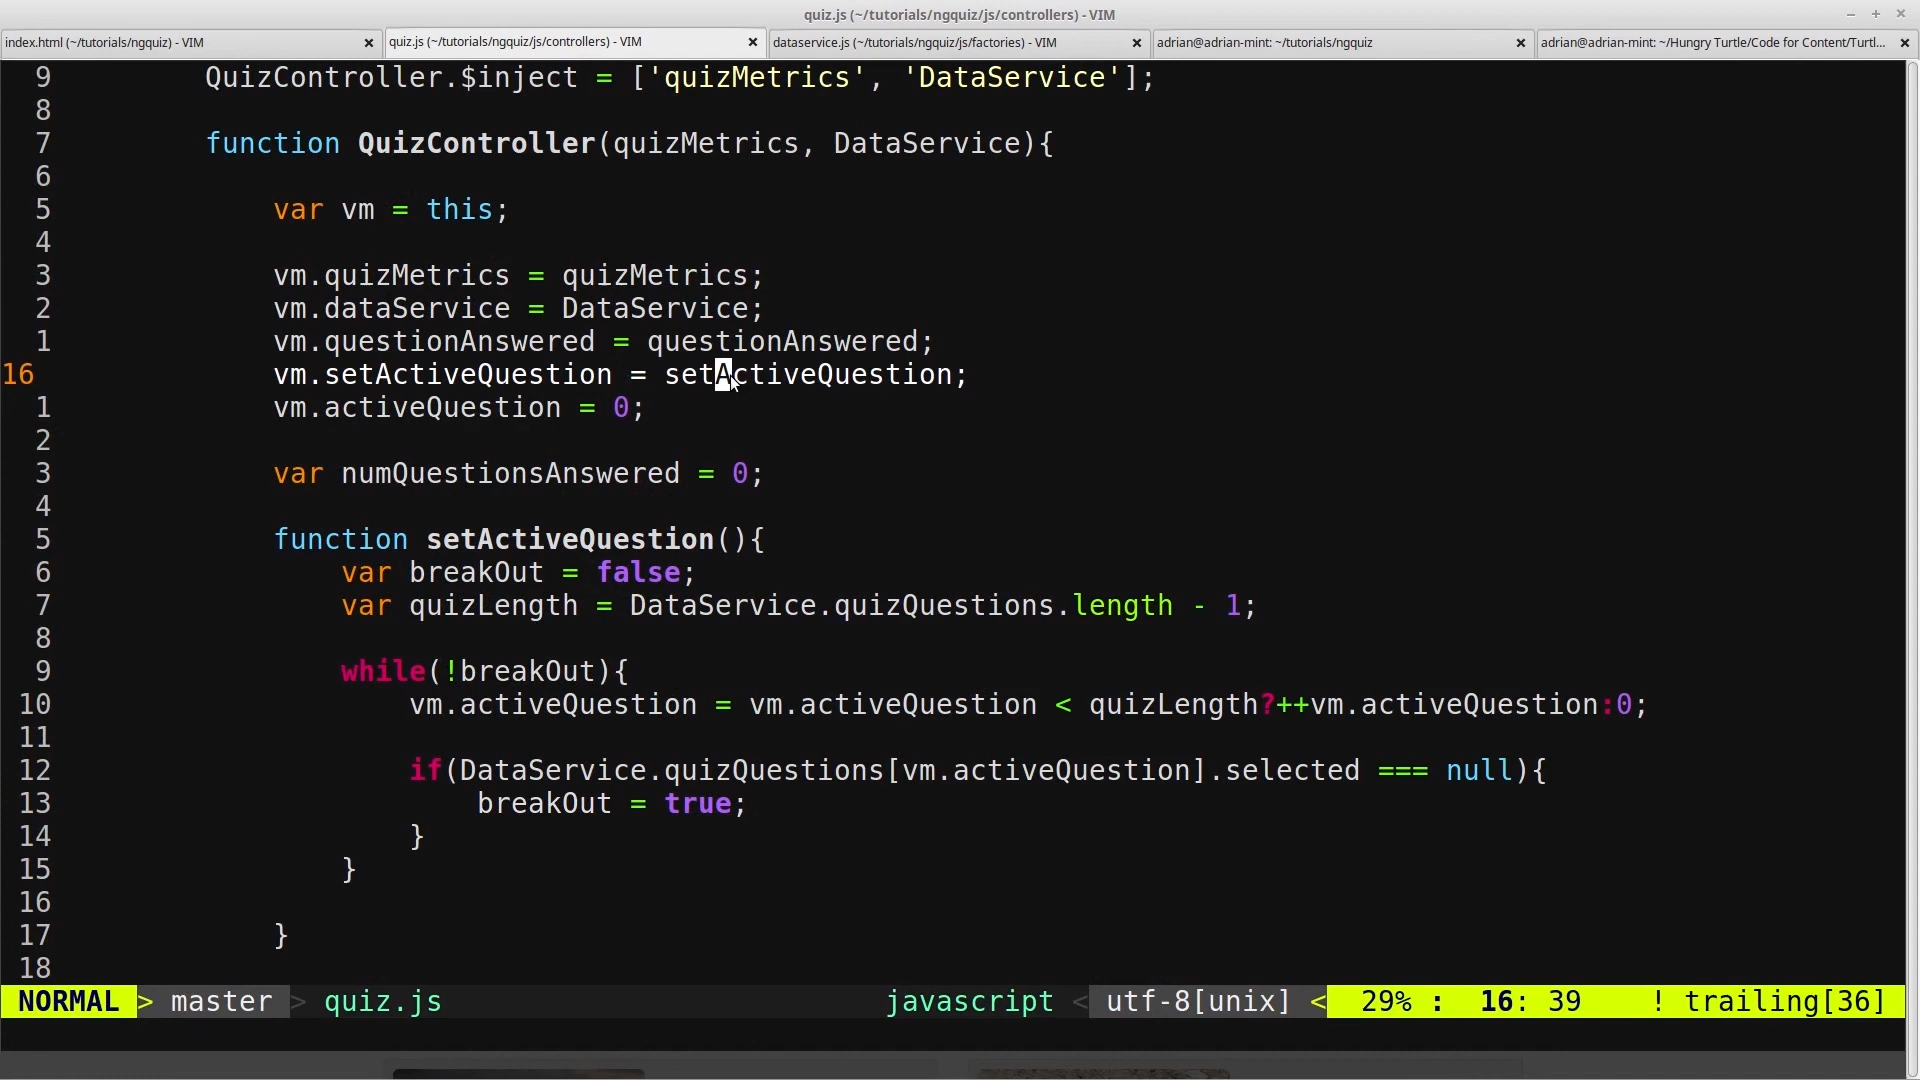 quiz.js (~/tutorials/ngquiz/js/controllers) - VIM
index.html (~/tutorials/ngquiz) - VIM
quiz.js (~/tutorials/ngquiz/js/controllers) - VIM
dataservice.js (~/tutorials/ngquiz/js/factories) - VIM
adrian@adrian-mint: ~/tutorials/ngquiz
adrian@adrian-mint: ~/Hungry Turtle/Code for Content/Turtl...
9 QuizController.$inject = ['quizMetrics', 'DataService'];
8
7 function QuizController(quizMetrics, DataService){
6
5 var vm = this;
4
3 vm.quizMetrics = quizMetrics;
2 vm.dataService = DataService;
1 vm.questionAnswered = questionAnswered;
16 vm.setActiveQuestion = setActiveQuestion;
1 vm.activeQuestion = 0;
2
3 var numQuestionsAnswered = 0;
4
5 function setActiveQuestion(){
6 var breakOut = false;
7 var quizLength = DataService.quizQuestions.length - 1;
8
9 while(!breakOut){
10 vm.activeQuestion = vm.activeQuestion < quizLength?++vm.activeQuestion:0;
11
12 if(DataService.quizQuestions[vm.activeQuestion].selected === null){
13 breakOut = true;
14 }
15 }
16
17 }
18
NORMAL > master > quiz.js javascript < utf-8[unix] < 29% : 16: 39 ! trailing[36]